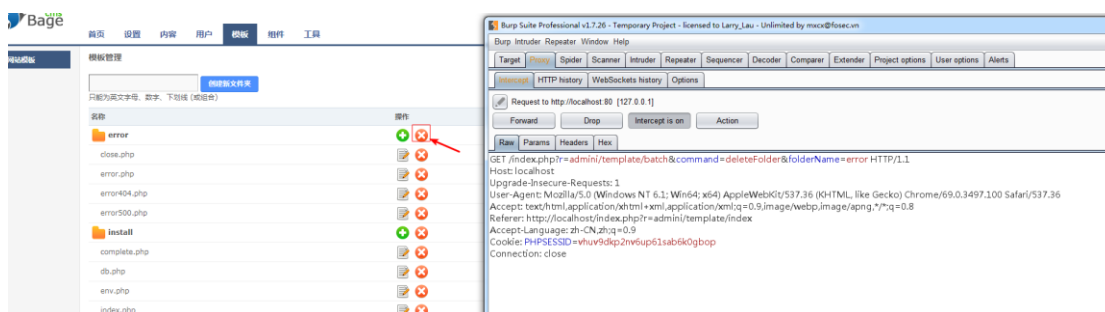 Bage
首页 设置 内容 用户 模板 组件 工具
网站模板
模板管理
创建新文件夹
只能为英文字母、数字、下划线 (或组合)
名称 操作
error
close.php
error.php
error404.php
error500.php
install
complete.php
db.php
env.php
index.php
Burp Suite Professional v1.7.26 - Temporary Project - licensed to Larry_Lau - Unlimited by mxcx@fosec.vn
Burp Intruder Repeater Window Help
Target Proxy Spider Scanner Intruder Repeater Sequencer Decoder Comparer Extender Project options User options Alerts
Intercept HTTP history WebSockets history Options
Request to http://localhost:80 [127.0.0.1]
Forward Drop Intercept is on Action
Raw Params Headers Hex
GET /index.php?r=admini/template/batch&command=deleteFolder&folderName=error HTTP/1.1
Host: localhost
Upgrade-Insecure-Requests: 1
User-Agent: Mozilla/5.0 (Windows NT 6.1; Win64; x64) AppleWebKit/537.36 (KHTML, like Gecko) Chrome/69.0.3497.100 Safari/537.36
Accept: text/html,application/xhtml+xml,application/xml;q=0.9,image/webp,image/apng,*/*;q=0.8
Referer: http://localhost/index.php?r=admini/template/index
Accept-Language: zh-CN,zh;q=0.9
Cookie: PHPSESSID=vhuv9dkp2nv6up61sab6k0gbop
Connection: close